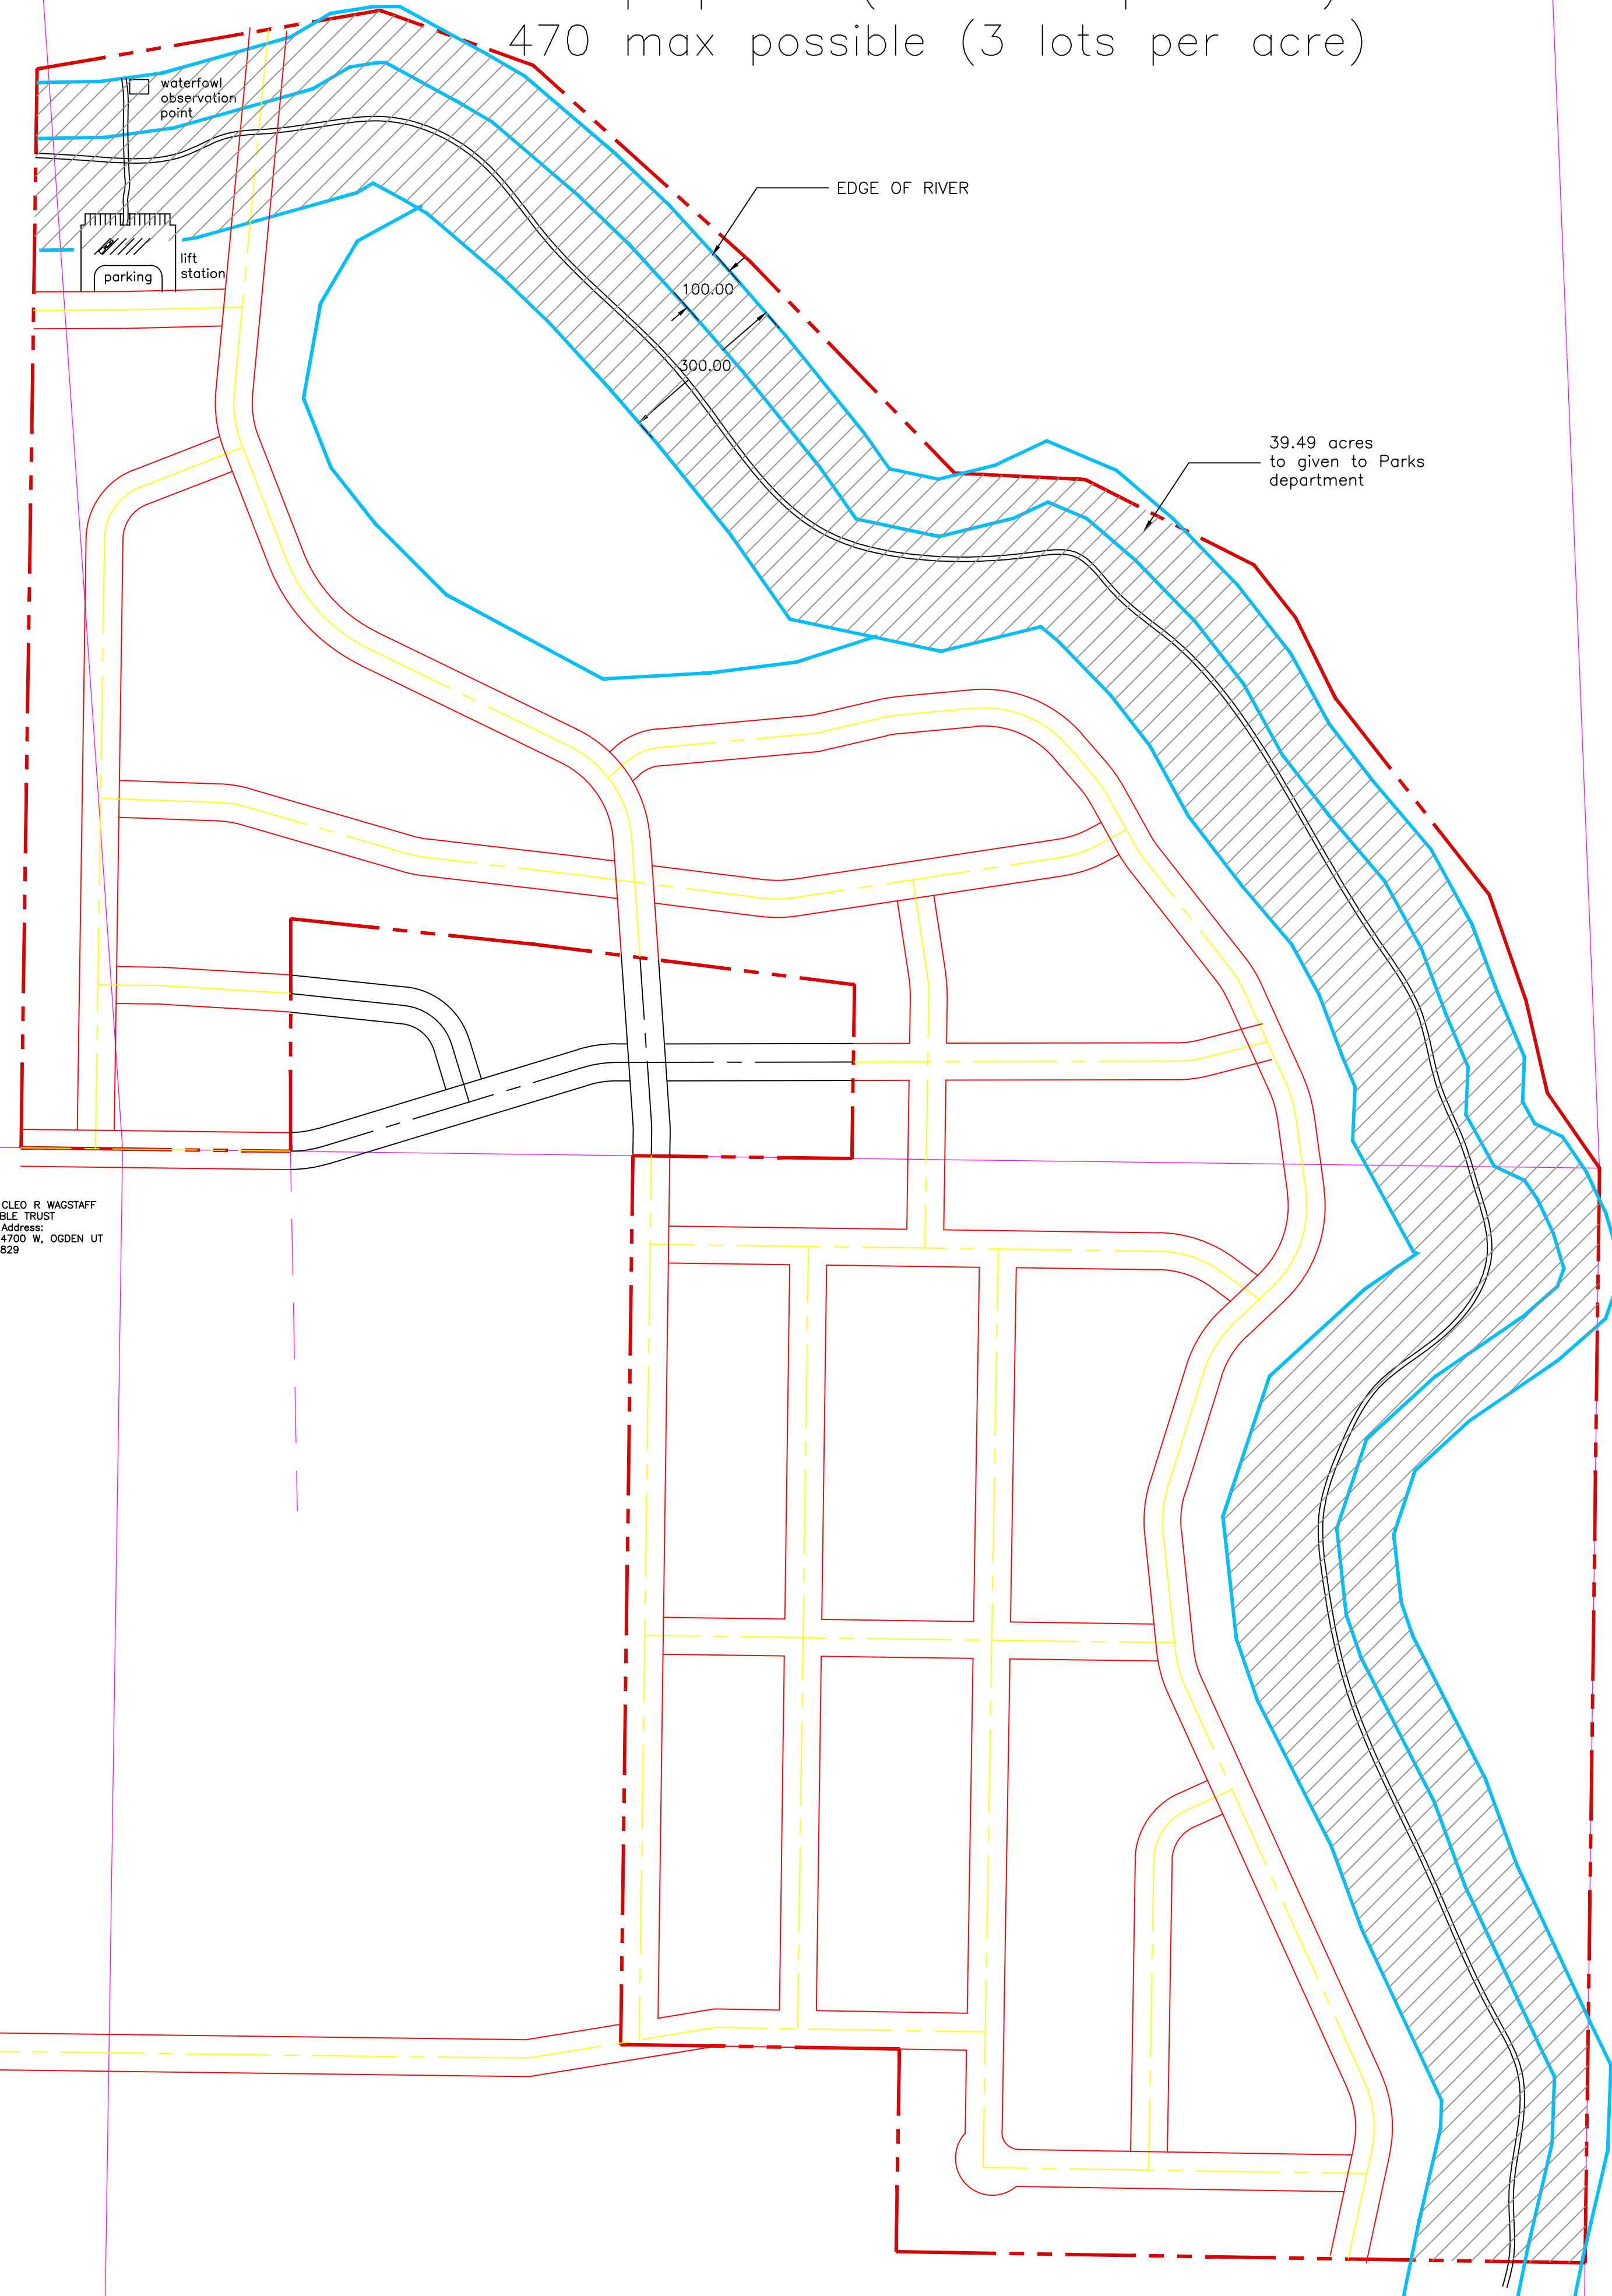 470 max possible (3 lots per acre)
waterfowl
observation
point
EDGE OF RIVER
lift
station
parking
100.00
300.00
39.49 acres
to given to Parks
department
CLEO R WAGSTAFF
BLE TRUST
Address:
4700 W, OGDEN UT
829